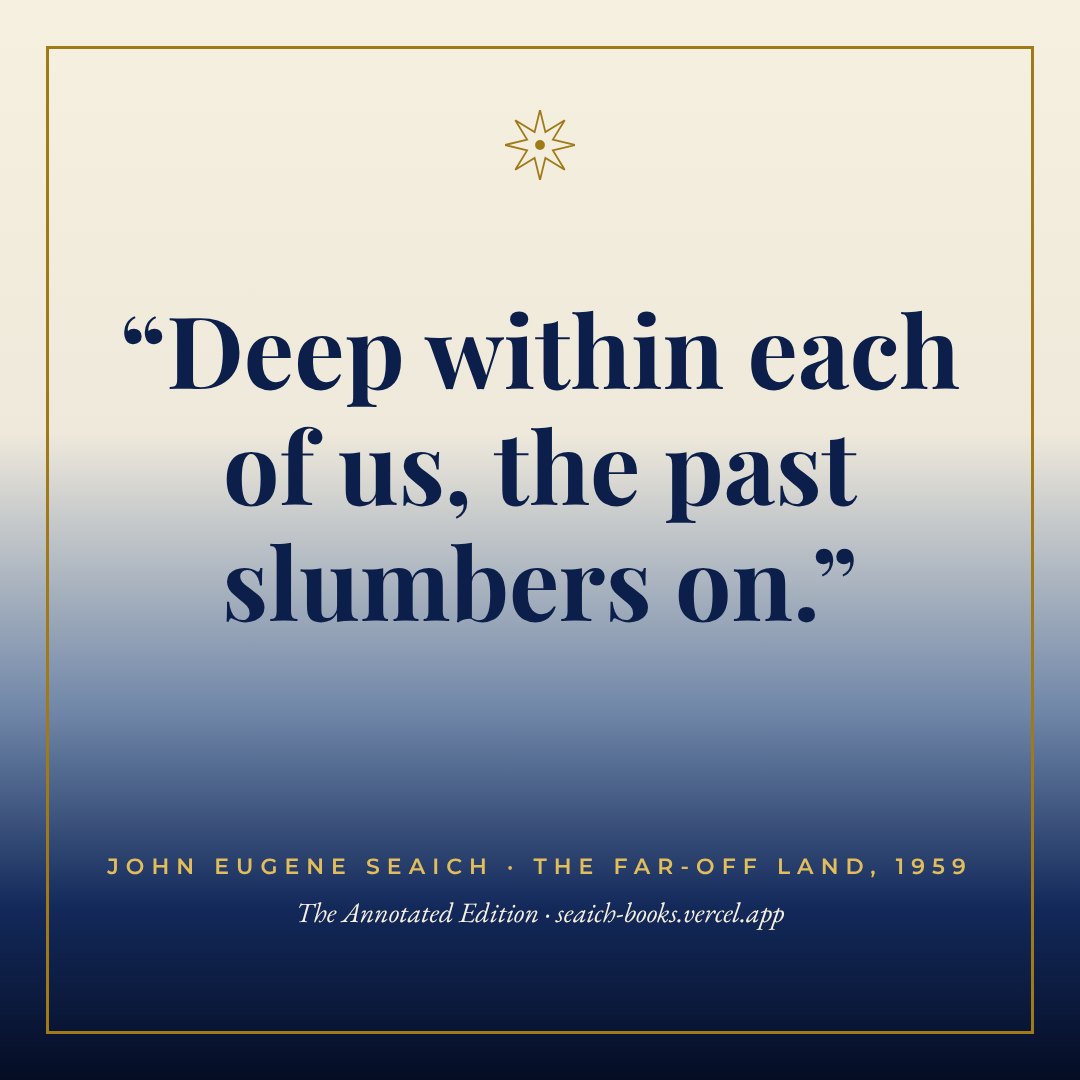 “Deep within each
of us, the past
slumbers on.”
JOHN EUGENE SEAICH · THE FAR-OFF LAND, 1959
The Annotated Edition · seaich-books.vercel.app